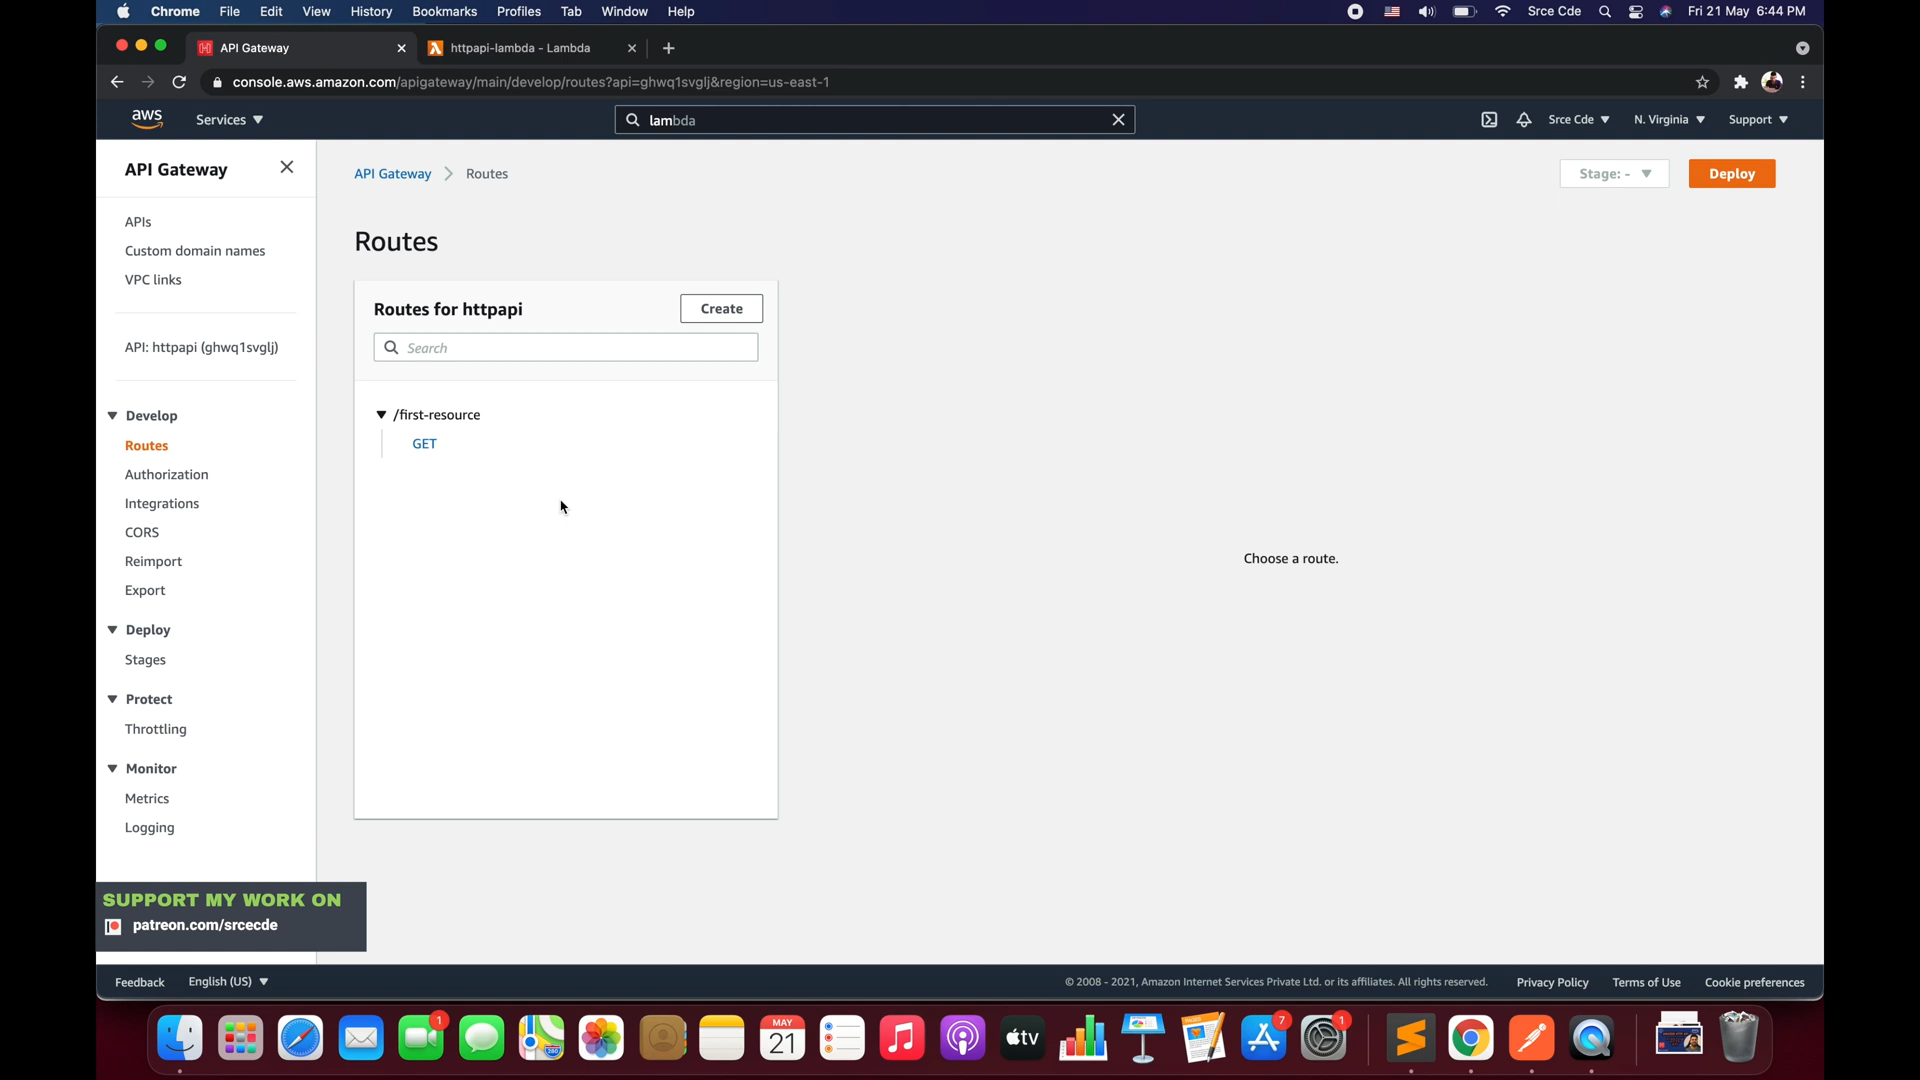 Chrome File Edit View History Bookmarks Profiles Tab Window Help Srce Cde Fri 21 May 6:44 PM
API Gateway httpapi-lambda - Lambda
console.aws.amazon.com/apigateway/main/develop/routes?api=ghwq1svglj&region=us-east-1
aws Services lambda Srce Cde N. Virginia Support
API Gateway
APIs
Custom domain names
VPC links
API: httpapi (ghwq1svglj)
Develop
Routes
Authorization
Integrations
CORS
Reimport
Export
Deploy
Stages
Protect
Throttling
Monitor
Metrics
Logging
API Gateway Routes
Stage: - Deploy
Routes
Routes for httpapi Create
Search
/first-resource
GET
Choose a route.
SUPPORT MY WORK ON
patreon.com/srcecde
Feedback English (US) © 2008 - 2021, Amazon Internet Services Private Ltd. or its affiliates. All rights reserved. Privacy Policy Terms of Use Cookie preferences
1
MAY
21
tv
7
1